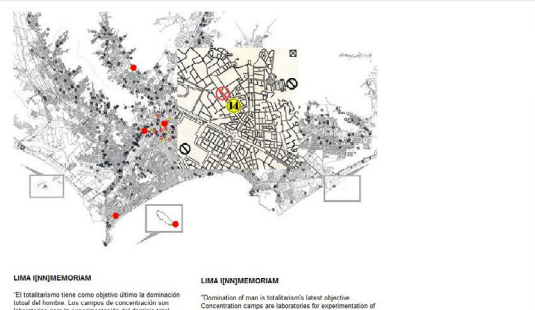 14
LIMA I[NN]MEMORIAM
"El totalitarismo tiene como objetivo último la dominación
totoal del hombre. Los campos de concentración son
LIMA I[NN]MEMORIAM
"Domination of man is totalitarism's latest objective.
Concentration camps are laboratories for experimentation of